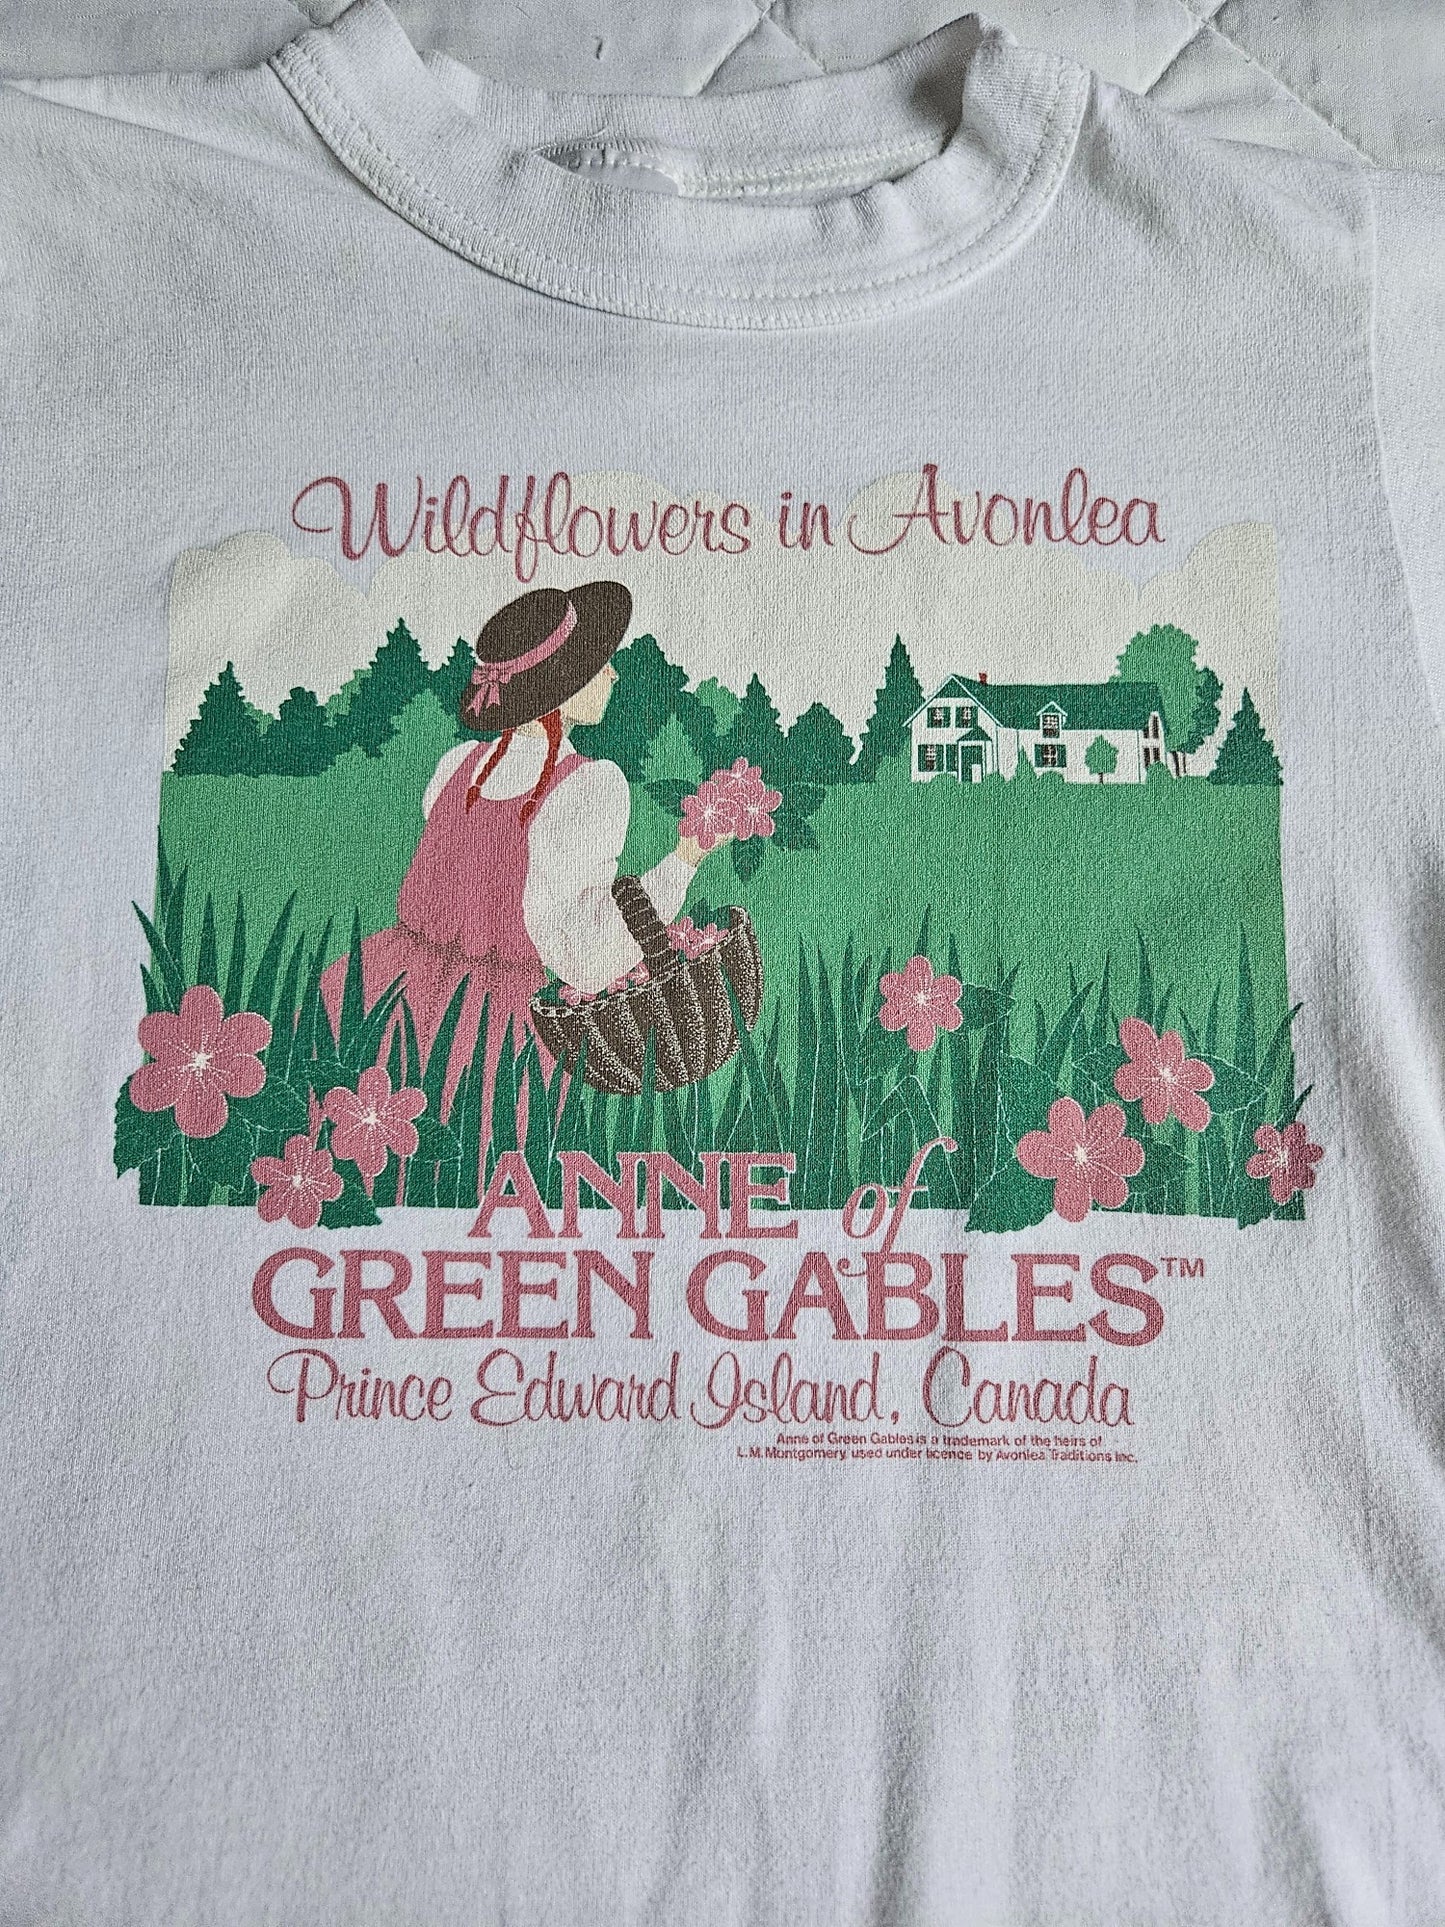 Wildflowers in Avonlea
ANNE of
GREEN GABLES™
Prince Edward Island, Canada
Anne of Green Gables is a trademark of the heirs of
L.M. Montgomery, used under licence by Avonlea Traditions Inc.